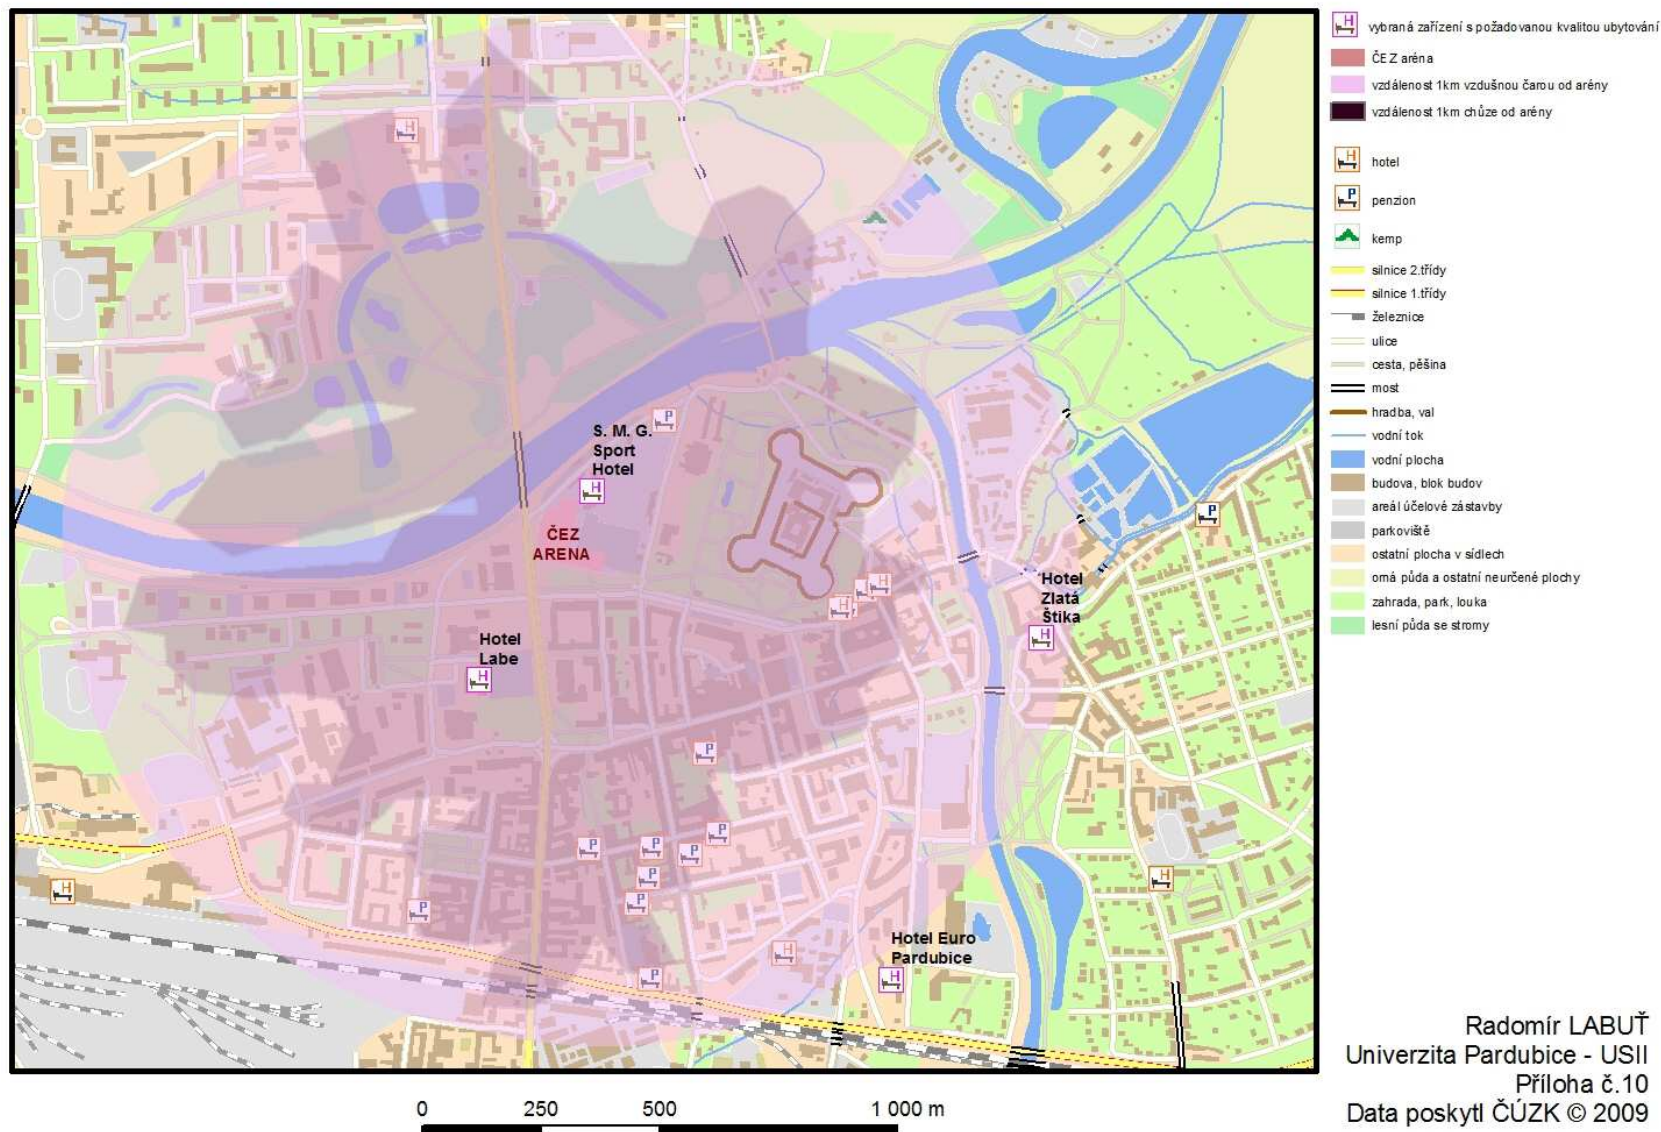 vybraná zařízení s požadovanou kvalitou ubytování
ČEZ aréna
vzdálenost 1km vzdušnou čarou od arény
vzdálenost 1km chůze od arény
hotel
penzion
kemp
silnice 2.třídy
silnice 1.třídy
železnice
ulice
cesta, pěšina
most
hradba, val
vodní tok
vodní plocha
budova, blok budov
areál účelové zástavby
parkoviště
ostatní plocha v sídlech
orná půda a ostatní neurčené plochy
zahrada, park, louka
lesní půda se stromy
S. M. G.
Sport
Hotel
ČEZ
ARENA
Hotel
Zlatá
Štika
Hotel
Labe
Hotel Euro
Pardubice
Radomír LABUŤ
Univerzita Pardubice - USII
Příloha č.10
Data poskytl ČÚZK © 2009
0 250 500 1 000 m